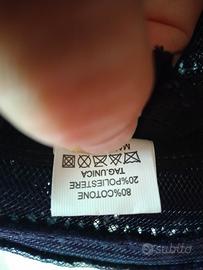 80%COTONE
20%POLIESTERE
TAG.UNICA
subito